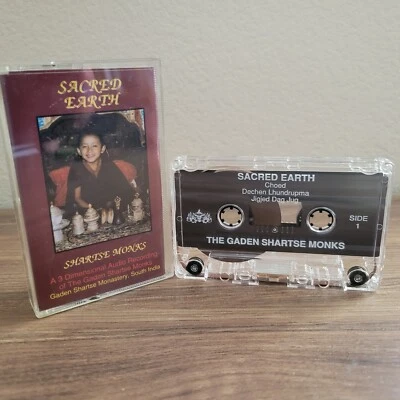 SACRED
EARTH
SHARTSE MONKS
A 3 Dimensional Audio Recording
of The Gaden Shartse Monks
Gaden Shartse Monastery, South India
SACRED EARTH
Choed
Dechen Lhundrupma
Jigjed Dag Jug
SIDE
1
THE GADEN SHARTSE MONKS